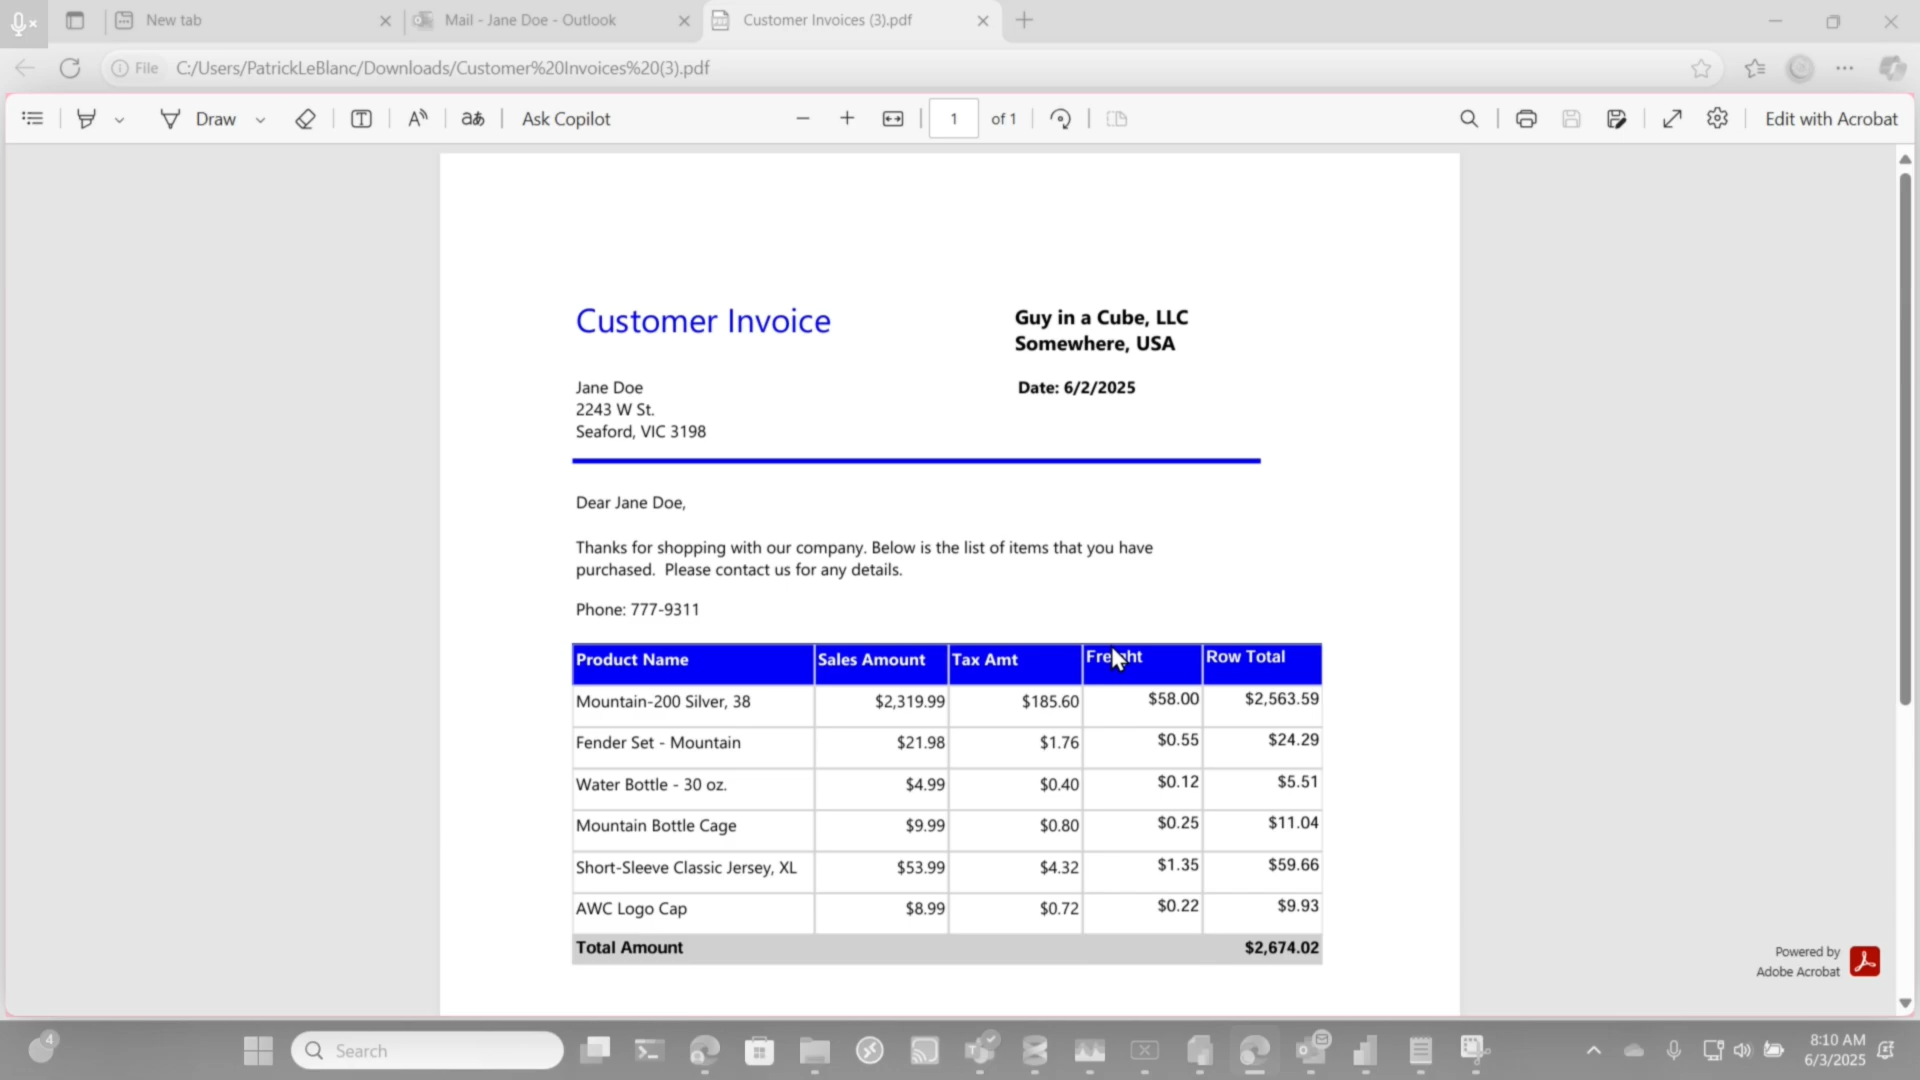 New tab
Mail - Jane Doe - Outlook
Customer Invoices (3).pdf
File
C:/Users/PatrickLeBlanc/Downloads/Customer%20Invoices%20(3).pdf
Draw
aあ
Ask Copilot
1
of 1
Edit with Acrobat
Customer Invoice
Guy in a Cube, LLC
Somewhere, USA
Jane Doe
2243 W St.
Seaford, VIC 3198
Date: 6/2/2025
Dear Jane Doe,
Thanks for shopping with our company. Below is the list of items that you have
purchased.  Please contact us for any details.
Phone: 777-9311
Product Name Sales Amount Tax Amt Freight Row Total
Mountain-200 Silver, 38 $2,319.99 $185.60 $58.00 $2,563.59
Fender Set - Mountain $21.98 $1.76 $0.55 $24.29
Water Bottle - 30 oz. $4.99 $0.40 $0.12 $5.51
Mountain Bottle Cage $9.99 $0.80 $0.25 $11.04
Short-Sleeve Classic Jersey, XL $53.99 $4.32 $1.35 $59.66
AWC Logo Cap $8.99 $0.72 $0.22 $9.93
Total Amount $2,674.02
Powered by
Adobe Acrobat
4
Search
8:10 AM
6/3/2025